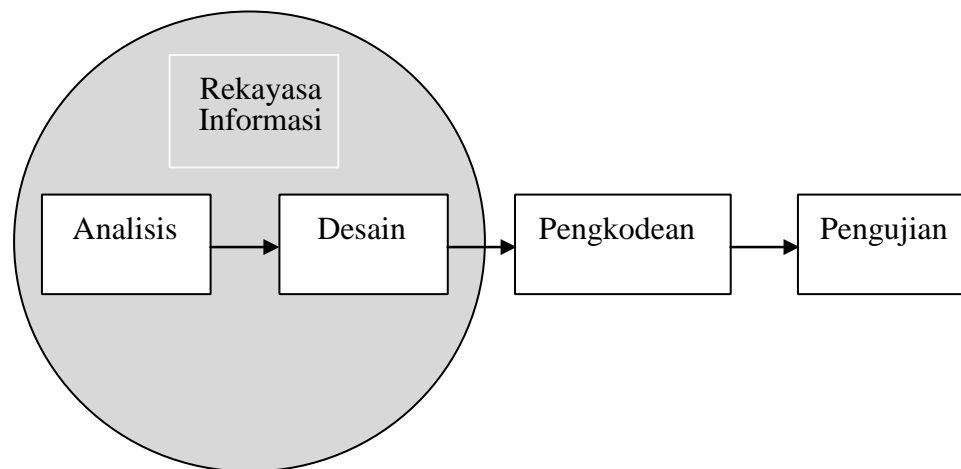 Rekayasa
Informasi
Analisis
Desain
Pengkodean
Pengujian